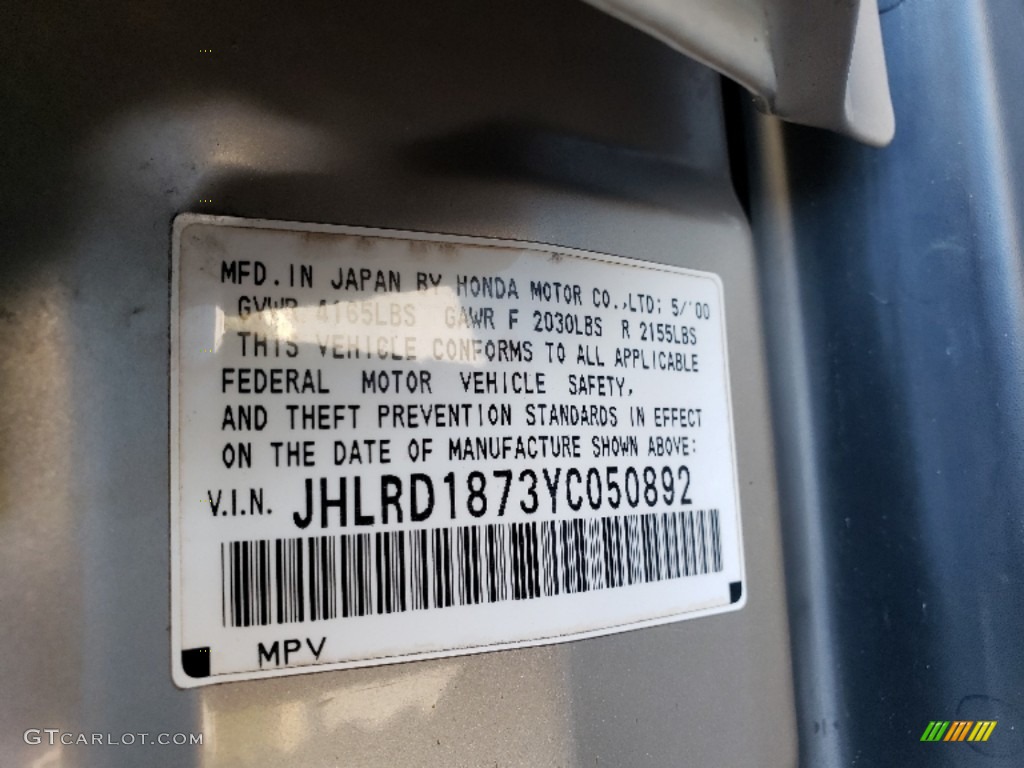 MFD. IN JAPAN BY HONDA MOTOR CO.,LTD; 5/'00
GVWR 4165LBS GAWR F 2030LBS R 2155LBS
THIS VEHICLE CONFORMS TO ALL APPLICABLE
FEDERAL MOTOR VEHICLE SAFETY,
AND THEFT PREVENTION STANDARDS IN EFFECT
ON THE DATE OF MANUFACTURE SHOWN ABOVE:
V.I.N. JHLRD1873YC050892
MPV
GTCARLOT.COM